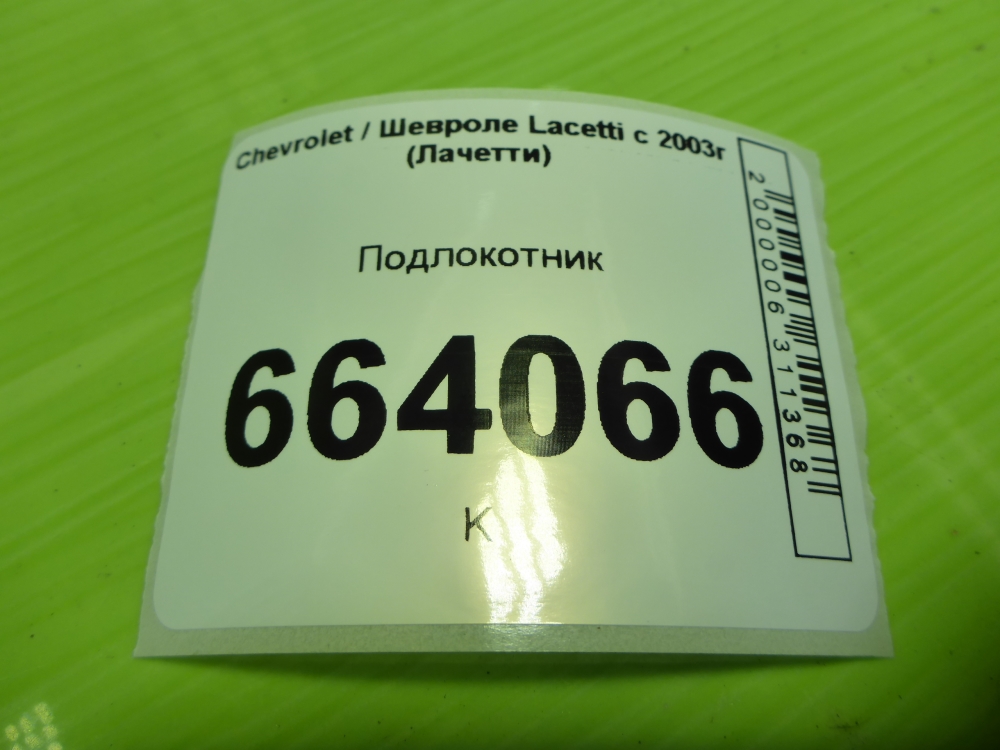 Chevrolet / Шевроле Lacetti с 2003г
(Лачетти)
Подлокотник
664066
К
2000006311368